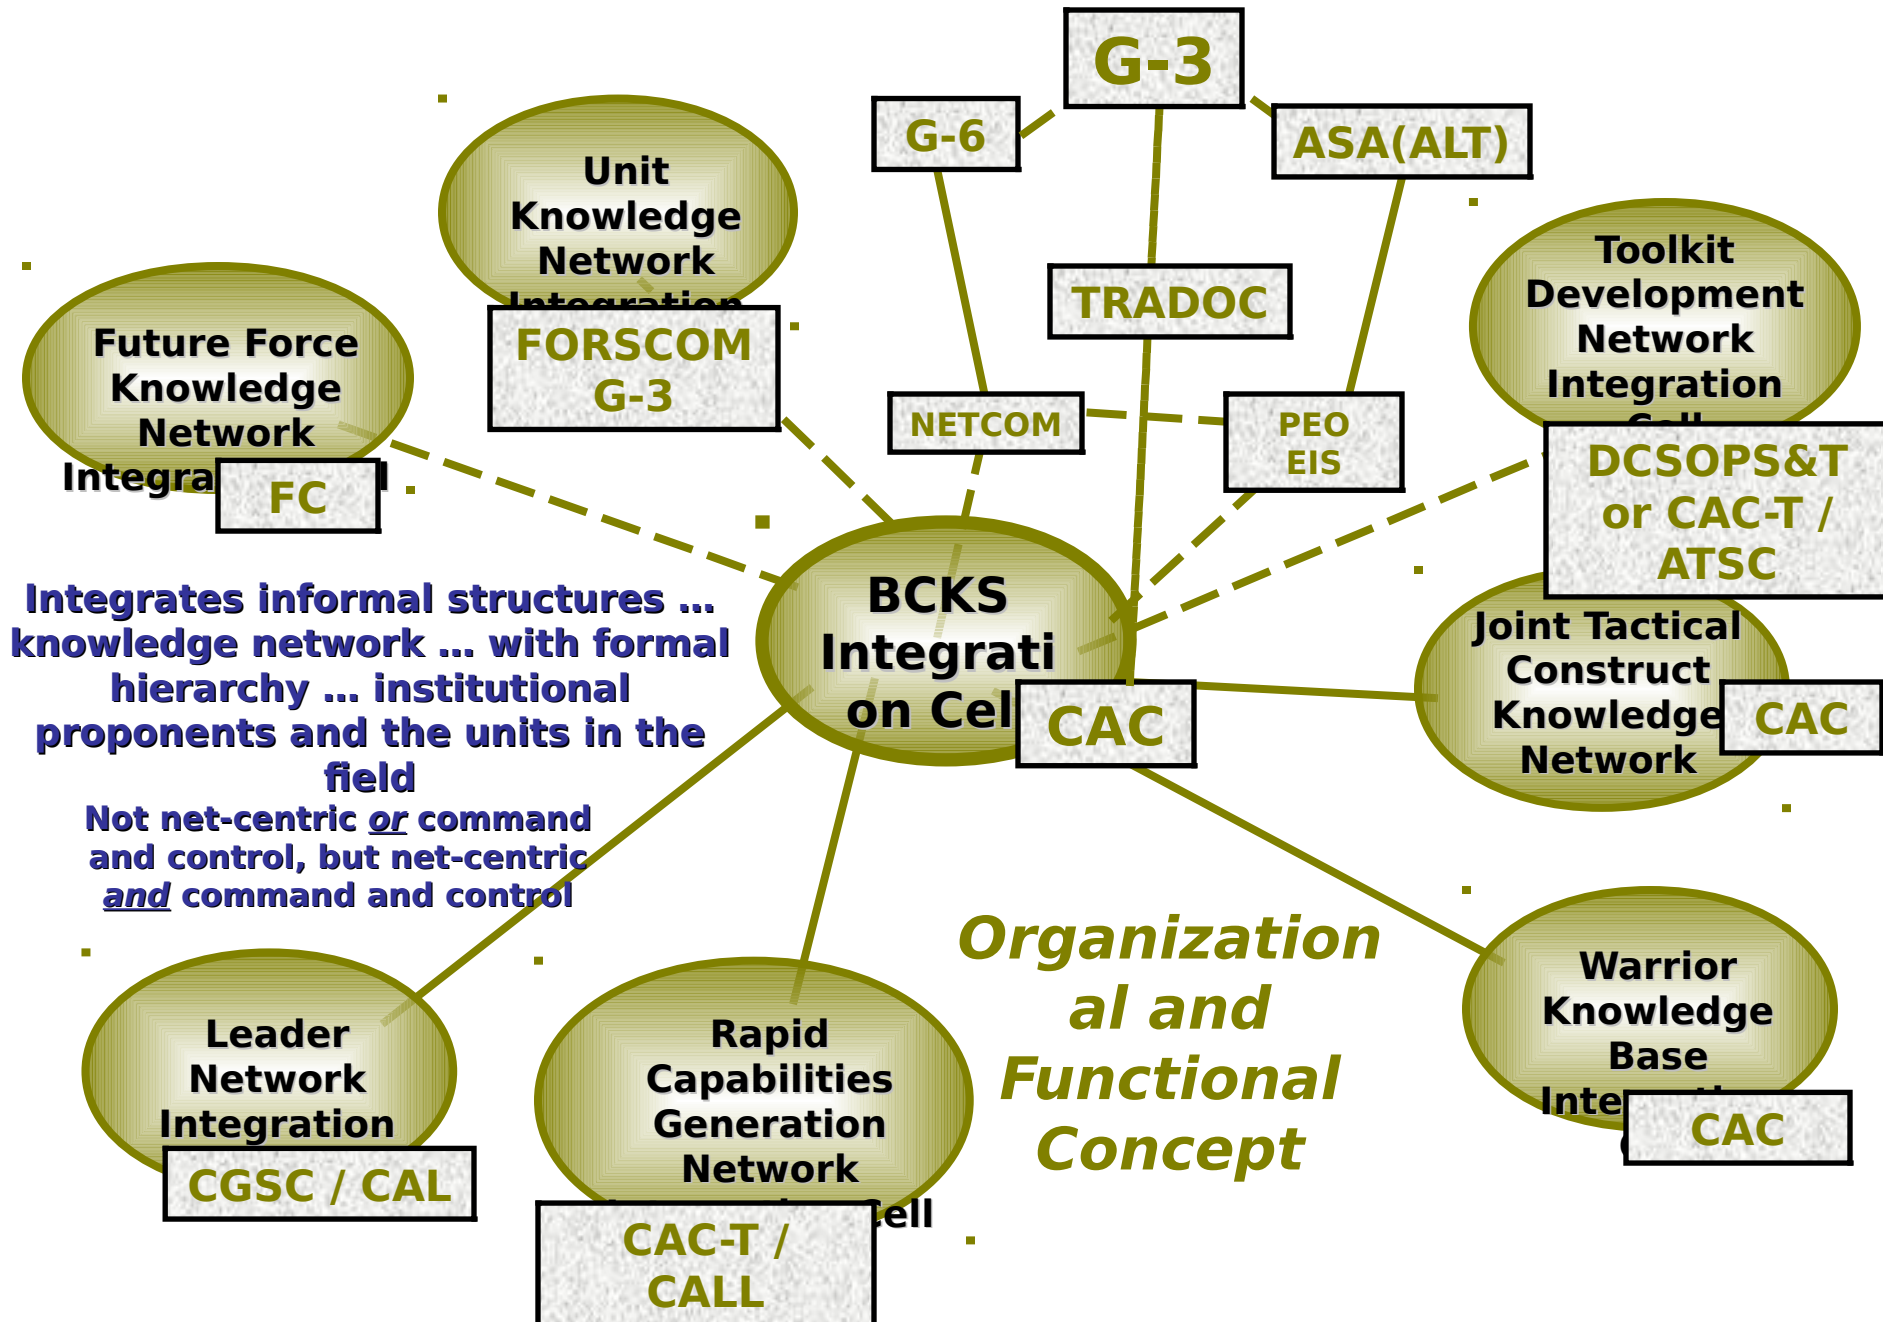 G-3
G-6
ASA(ALT)
Unit
Knowledge
Network
Integration
FORSCOM
G-3
TRADOC
Toolkit
Development
Network
Integration
Cell
DCSOPS&T
or CAC-T /
ATSC
Future Force
Knowledge
Network
FC
NETCOM
PEO
EIS
BCKS
Integrati
on Cel
CAC
Joint Tactical
Construct
Knowledge
Network
CAC
Integrates informal structures …
knowledge network … with formal
hierarchy … institutional
proponents and the units in the
field
Not net-centric or command
and control, but net-centric
and command and control
Leader
Network
Integration
CGSC / CAL
Rapid
Capabilities
Generation
Network
Cell
CAC-T /
CALL
Organization
al and
Functional
Concept
Warrior
Knowledge
Base
CAC